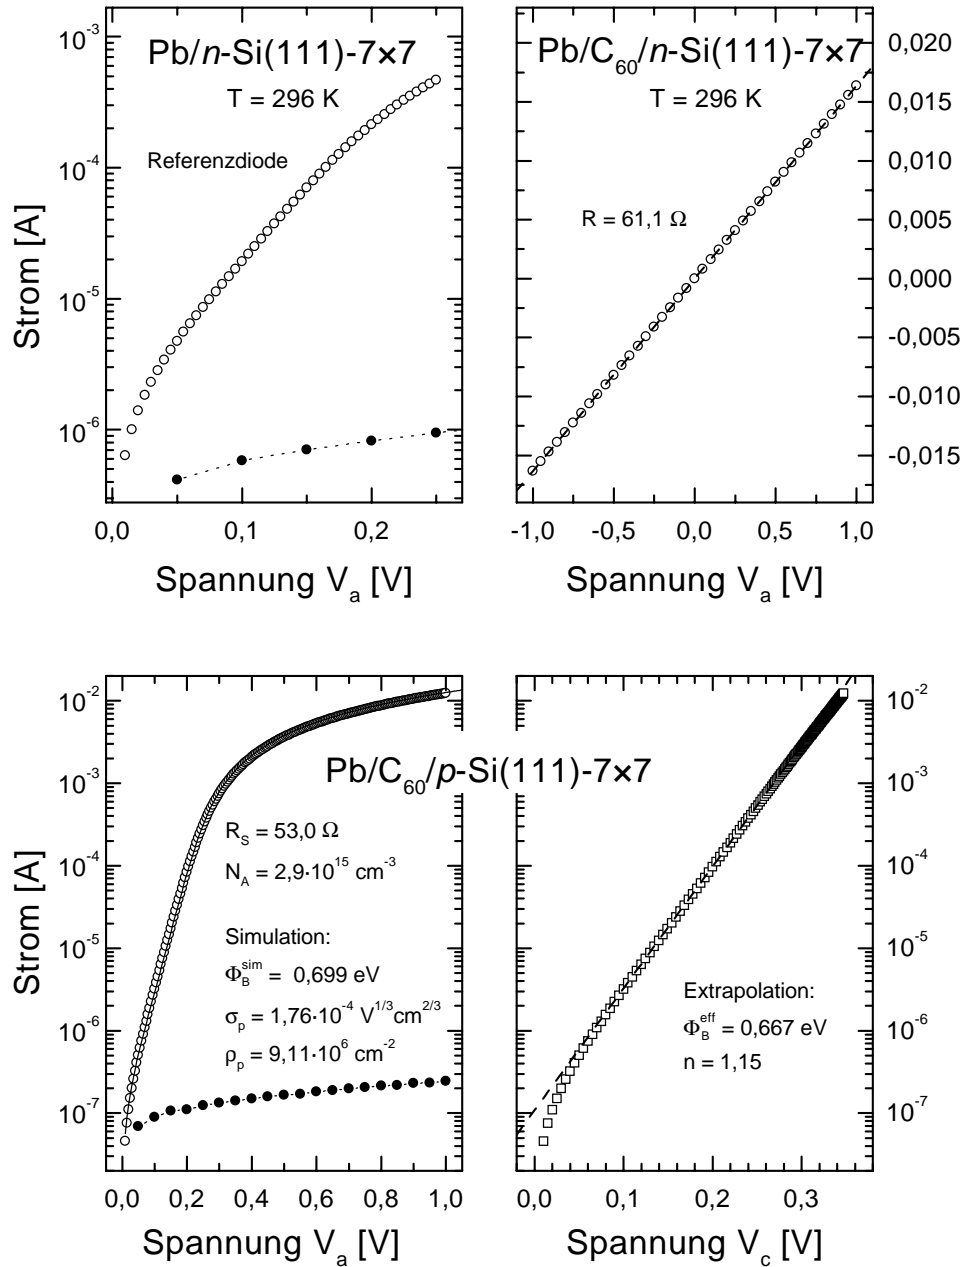 Pb/n-Si(111)-7×7
T = 296 K
Referenzdiode
10^-3
10^-4
10^-5
10^-6
Strom [A]
0,0 0,1 0,2
Spannung V_a [V]
Pb/C_60/n-Si(111)-7×7
T = 296 K
R = 61,1 Ω
0,020
0,015
0,010
0,005
0,000
-0,005
-0,010
-0,015
-1,0 -0,5 0,0 0,5 1,0
Spannung V_a [V]
Pb/C_60/p-Si(111)-7×7
10^-2
10^-3
10^-4
10^-5
10^-6
10^-7
Strom [A]
R_S = 53,0 Ω
N_A = 2,9·10^15 cm^-3
Simulation:
Φ_B^sim = 0,699 eV
σ_p = 1,76·10^-4 V^1/3cm^2/3
ρ_p = 9,11·10^6 cm^-2
0,0 0,2 0,4 0,6 0,8 1,0
Spannung V_a [V]
Extrapolation:
Φ_B^eff = 0,667 eV
n = 1,15
10^-2
10^-3
10^-4
10^-5
10^-6
10^-7
0,0 0,1 0,2 0,3
Spannung V_c [V]